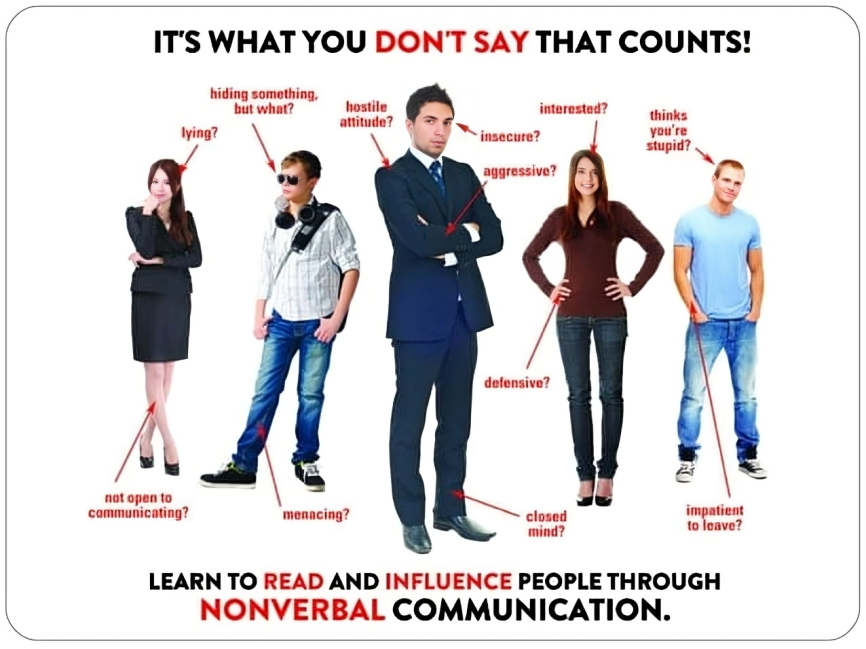 IT'S WHAT YOU DON'T SAY THAT COUNTS!
hiding something,
but what?
lying?
hostile
attitude?
insecure?
aggressive?
interested?
thinks
you're
stupid?
defensive?
not open to
communicating?
menacing?
closed
mind?
impatient
to leave?
LEARN TO READ AND INFLUENCE PEOPLE THROUGH
NONVERBAL COMMUNICATION.